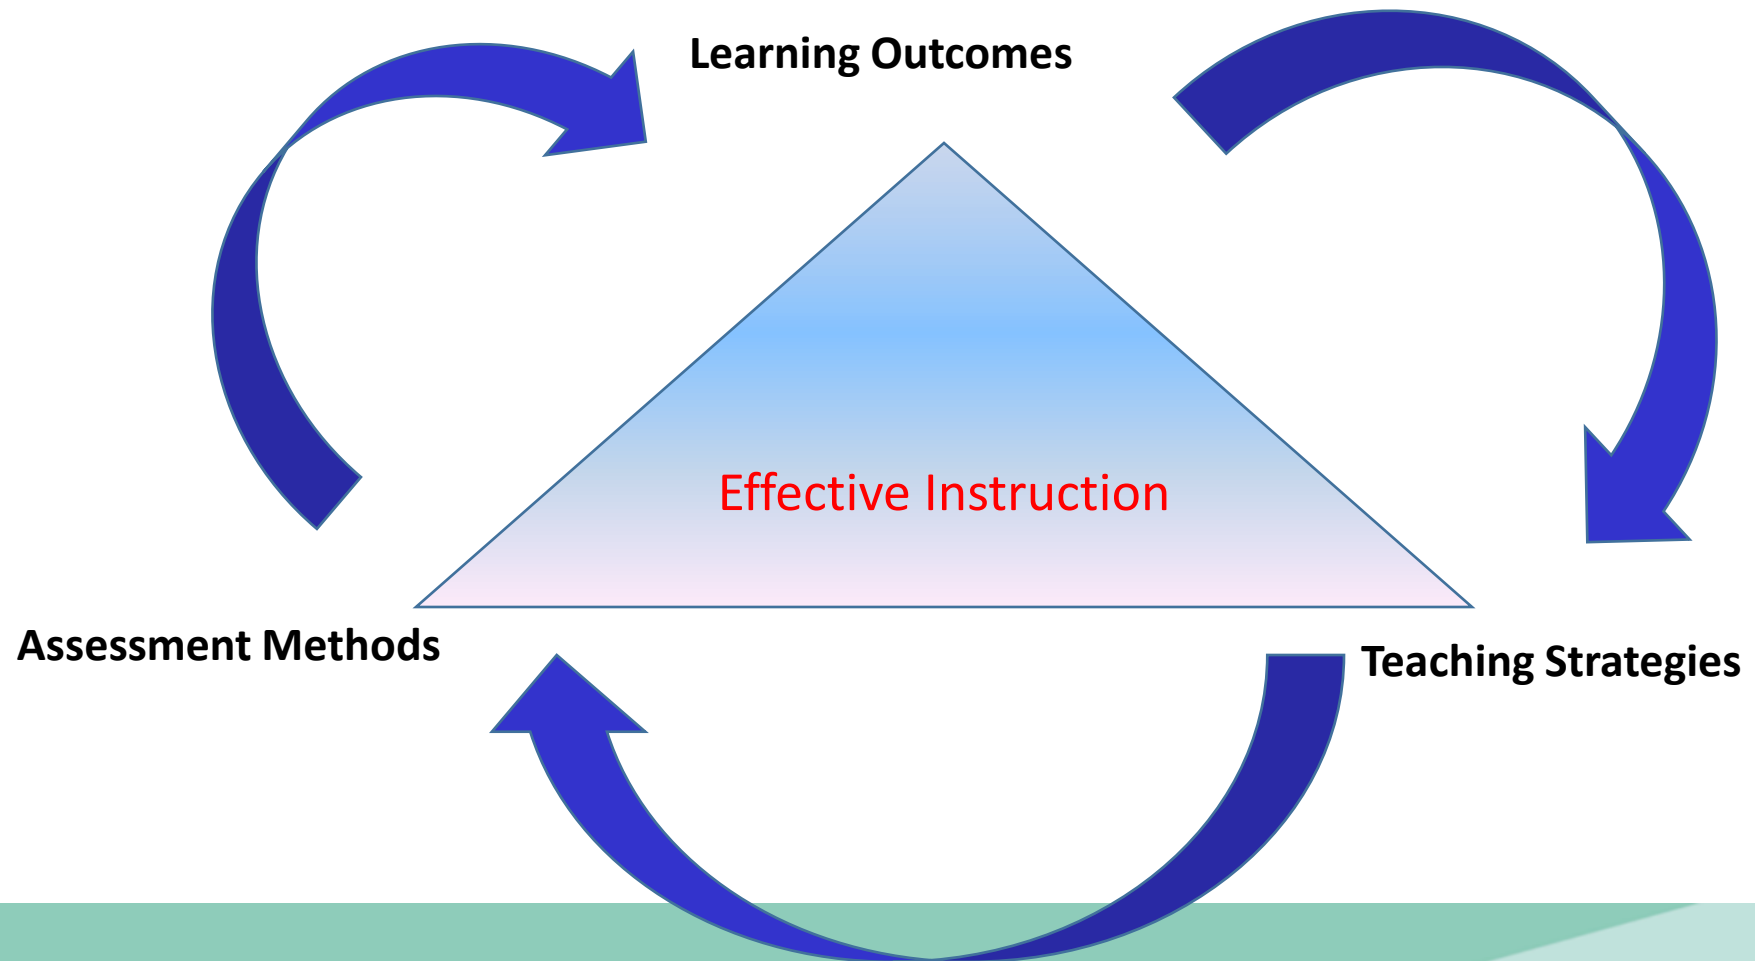 Learning Outcomes
Effective Instruction
Assessment Methods
Teaching Strategies